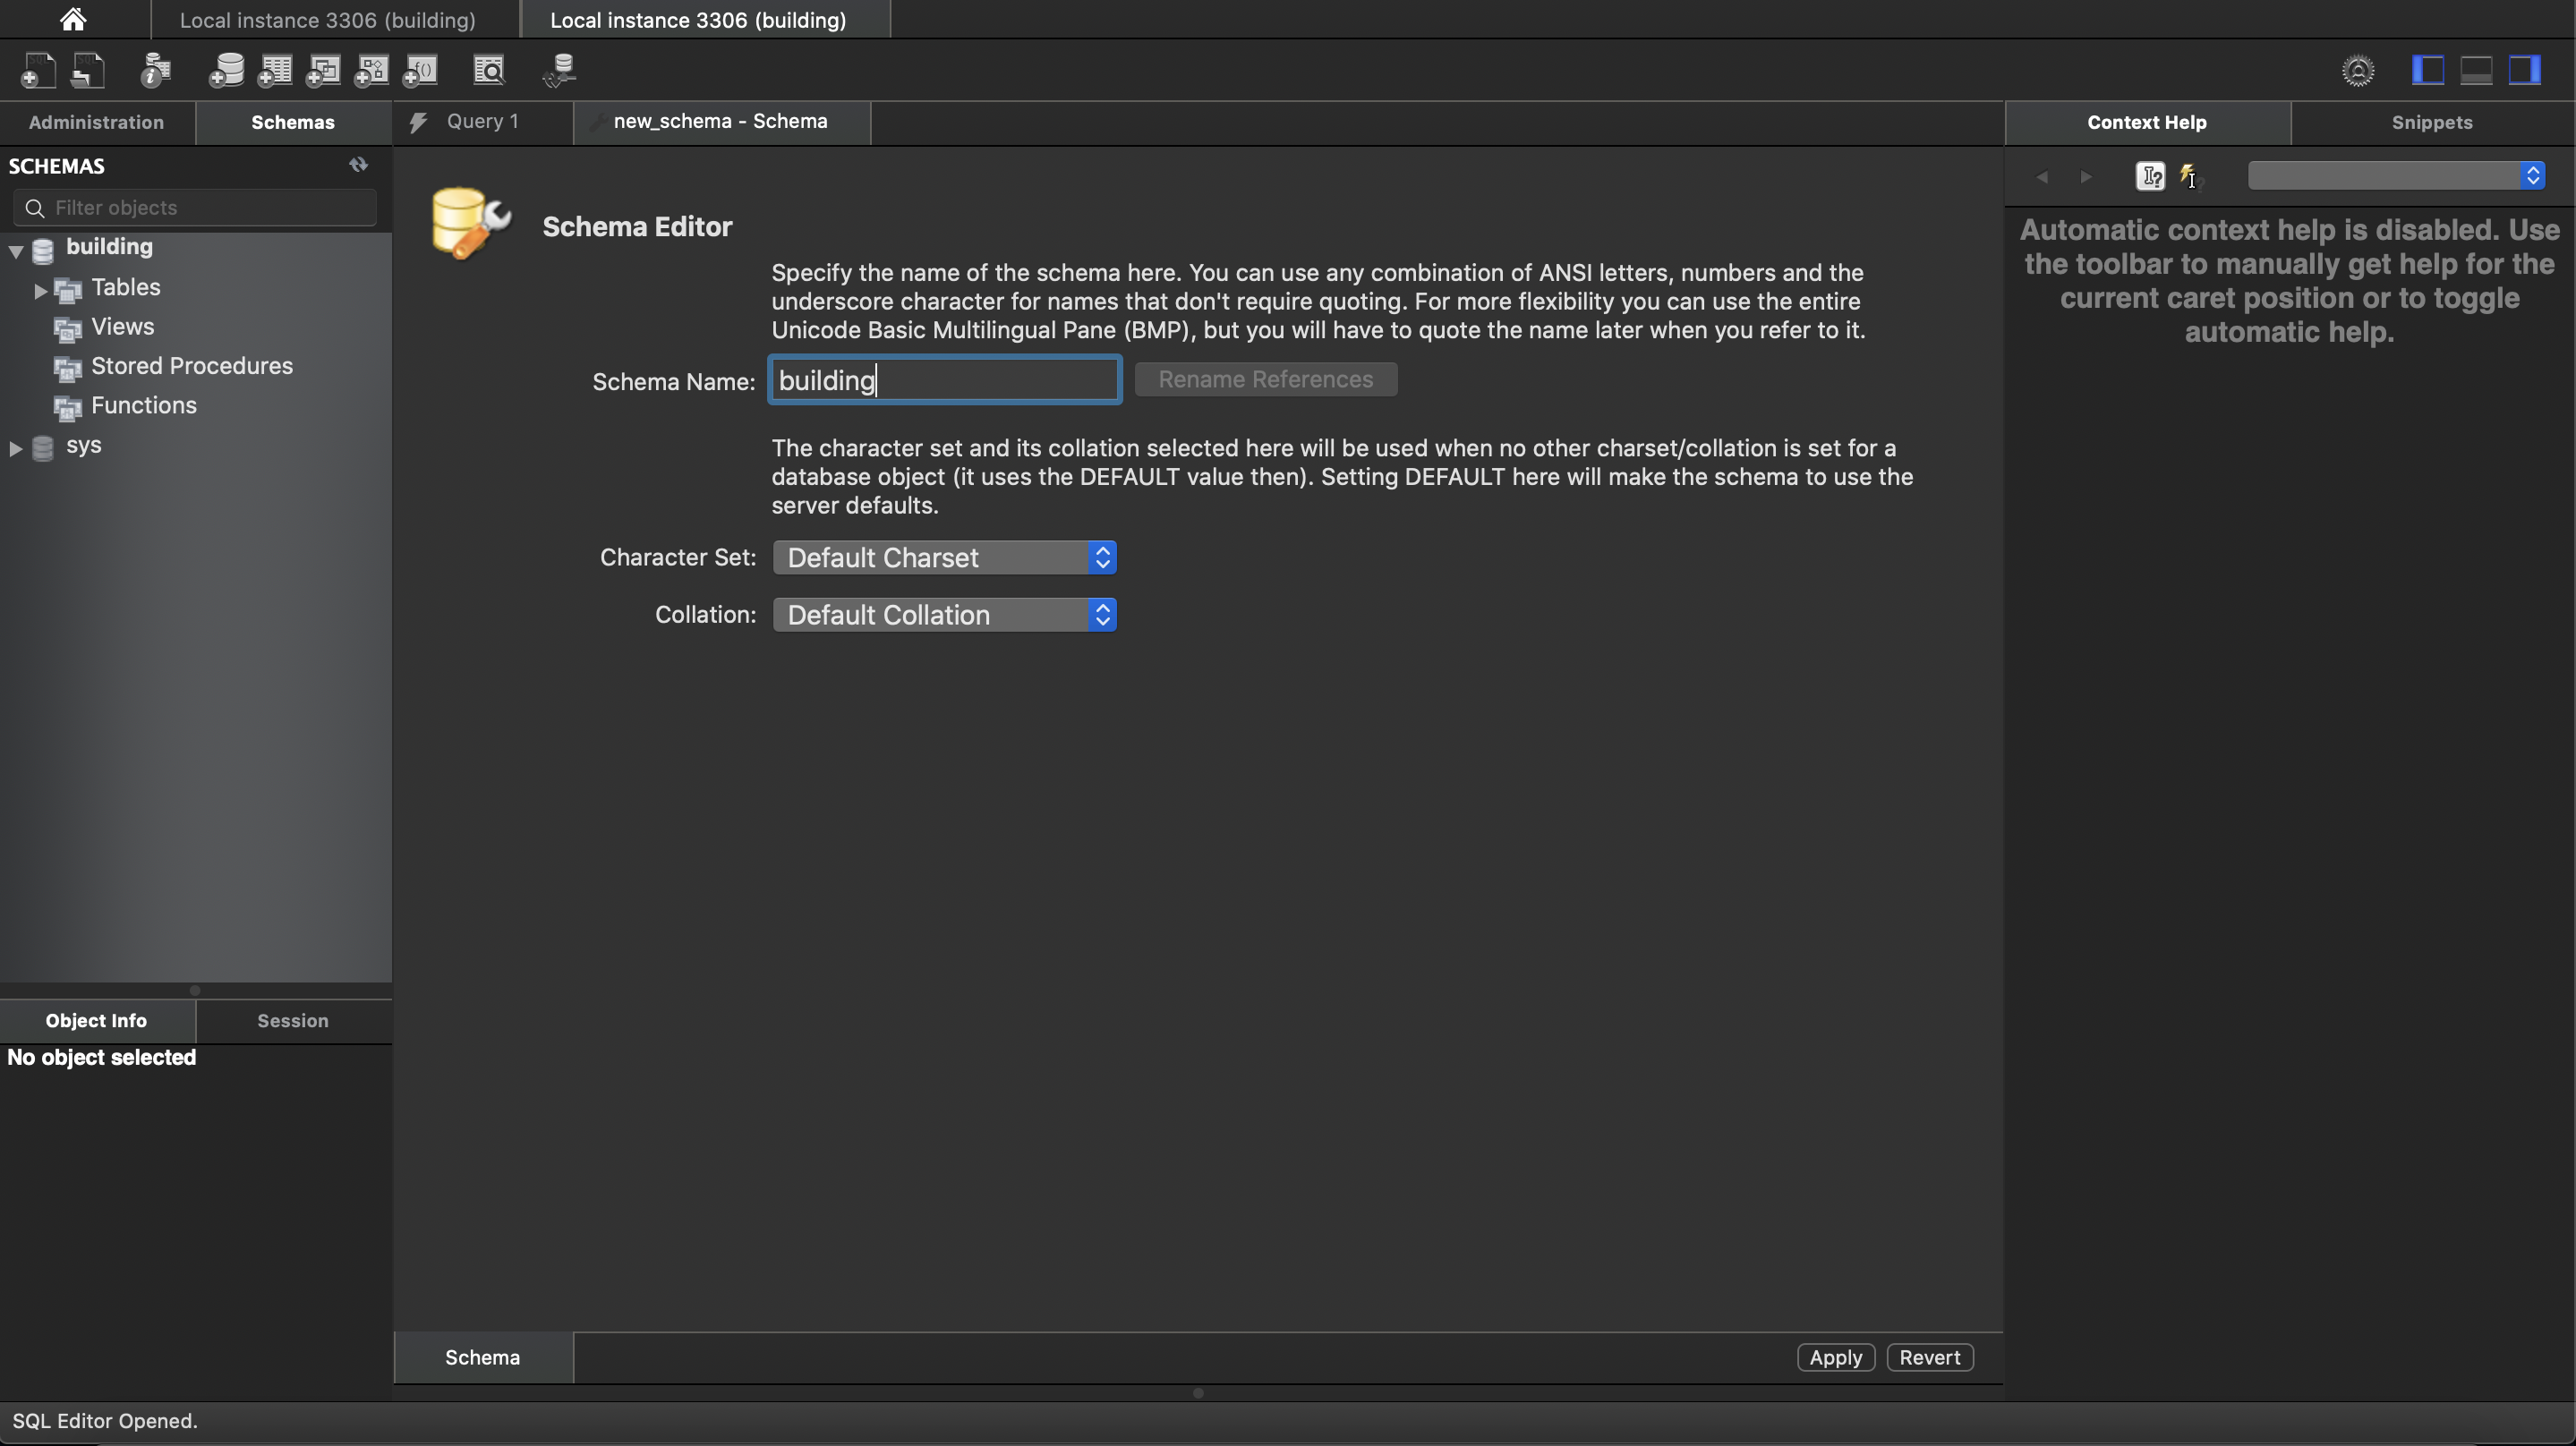 Local instance 3306 (building)
Local instance 3306 (building)
Administration
Schemas
Query 1
new_schema - Schema
Context Help
Snippets
SCHEMAS
Filter objects
building
Tables
Views
Stored Procedures
Functions
sys
Schema Editor
Specify the name of the schema here. You can use any combination of ANSI letters, numbers and the
underscore character for names that don't require quoting. For more flexibility you can use the entire
Unicode Basic Multilingual Pane (BMP), but you will have to quote the name later when you refer to it.
Schema Name: building Rename References
The character set and its collation selected here will be used when no other charset/collation is set for a
database object (it uses the DEFAULT value then). Setting DEFAULT here will make the schema to use the
server defaults.
Character Set: Default Charset
Collation: Default Collation
Automatic context help is disabled. Use
the toolbar to manually get help for the
current caret position or to toggle
automatic help.
Object Info
Session
No object selected
Schema
Apply
Revert
SQL Editor Opened.